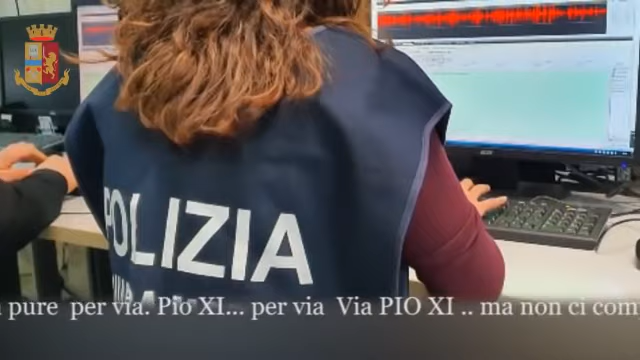 POLIZIA
pure per via. Pio XI... per via Via PIO XI .. ma non ci com